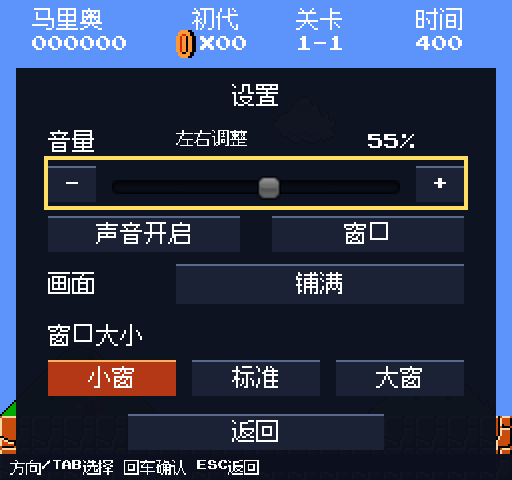 马里奥 初代 关卡 时间
000000 ×00 1-1 400
设置
音量 左右调整 55%
- +
声音开启 窗口
画面 铺满
窗口大小
小窗 标准 大窗
返回
方向/TAB选择 回车确认 ESC返回